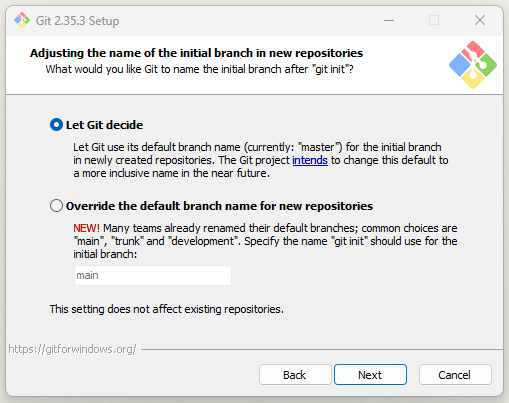 Git 2.35.3 Setup
Adjusting the name of the initial branch in new repositories
What would you like Git to name the initial branch after "git init"?
Let Git decide
Let Git use its default branch name (currently: "master") for the initial branch
in newly created repositories. The Git project intends to change this default to
a more inclusive name in the near future.
Override the default branch name for new repositories
NEW! Many teams already renamed their default branches; common choices are
"main", "trunk" and "development". Specify the name "git init" should use for the
initial branch:
main
This setting does not affect existing repositories.
https://gitforwindows.org/
Back
Next
Cancel